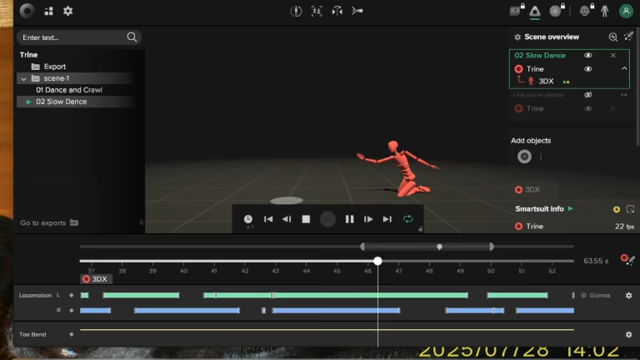 Enter text...
Trine
Export
scene-1
01 Dance and Crawl
02 Slow Dance
Go to exports
x 1
Scene overview
02 Slow Dance
Trine
3DX
Trine
Add objects
3DX
Smartsuit Info
Trine
22 fps
63.55 s
37 38 39 40 41 42 43 44 45 46 47 48 49 50 51 52
3DX
Locomotion L
Gizmos
R
Toe Bend
2025/07/28 14:02